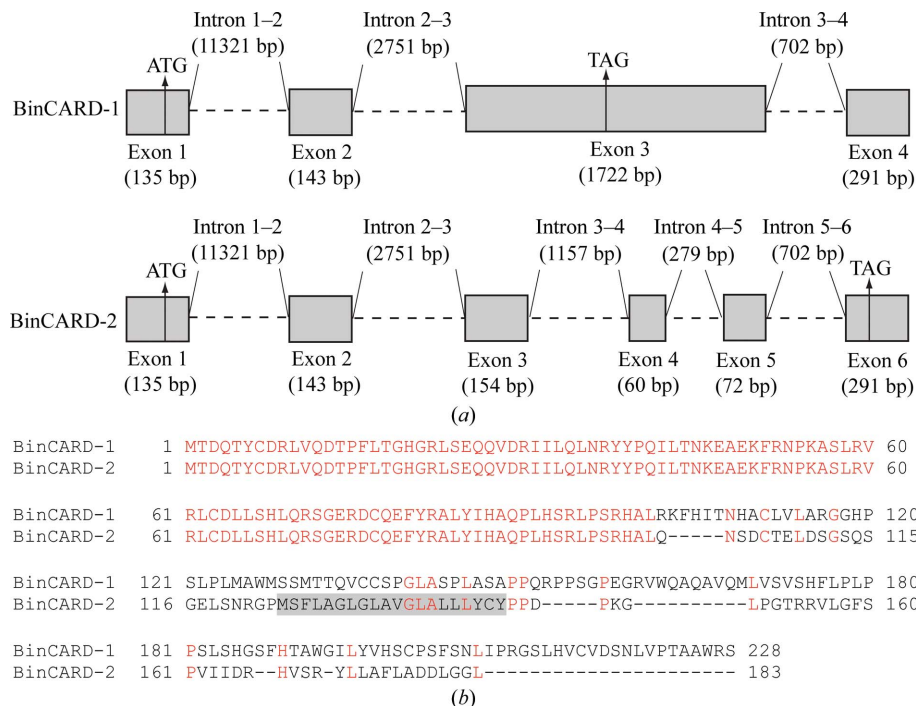 Intron 1–2 Intron 2–3 Intron 3–4
(11321 bp) (2751 bp) (702 bp)
ATG TAG
BinCARD-1
Exon 1 Exon 2 Exon 3 Exon 4
(135 bp) (143 bp) (1722 bp) (291 bp)
Intron 1–2 Intron 2–3 Intron 3–4 Intron 4–5 Intron 5–6
(11321 bp) (2751 bp) (1157 bp) (279 bp) (702 bp)
ATG TAG
BinCARD-2
Exon 1 Exon 2 Exon 3 Exon 4 Exon 5 Exon 6
(135 bp) (143 bp) (154 bp) (60 bp) (72 bp) (291 bp)
(a)
BinCARD-1 1 MTDQTYCDRLVQDTPFLTGHGRLSEQQVDRIILQLNRYYPQILTNKEAEKFRNPKASLRV 60
BinCARD-2 1 MTDQTYCDRLVQDTPFLTGHGRLSEQQVDRIILQLNRYYPQILTNKEAEKFRNPKASLRV 60
BinCARD-1 61 RLCDLLSHLQRSGERDCQEFYRALYIHAQPLHSRLPSRHALRKFHITNHACLVLARGGHP 120
BinCARD-2 61 RLCDLLSHLQRSGERDCQEFYRALYIHAQPLHSRLPSRHALQ-----NSDCTELDSGSQS 115
BinCARD-1 121 SLPLMAWMSSMTTQVCCSPGLASPLASAPPQRPPSGPEGRVWQAQAVQMLVSVSHFLPLP 180
BinCARD-2 116 GELSNRGPMSFLAGLGLAVGLALLLYCYPPD-----PKG---------LPGTRRVLGFS 160
BinCARD-1 181 PSLSHGSFHTAWGILYVHSCPSFSNLIPRGSLHVCVDSNLVPTAAWRS 228
BinCARD-2 161 PVIIDR--HVSR-YLLAFLADDLGGL---------------------- 183
(b)